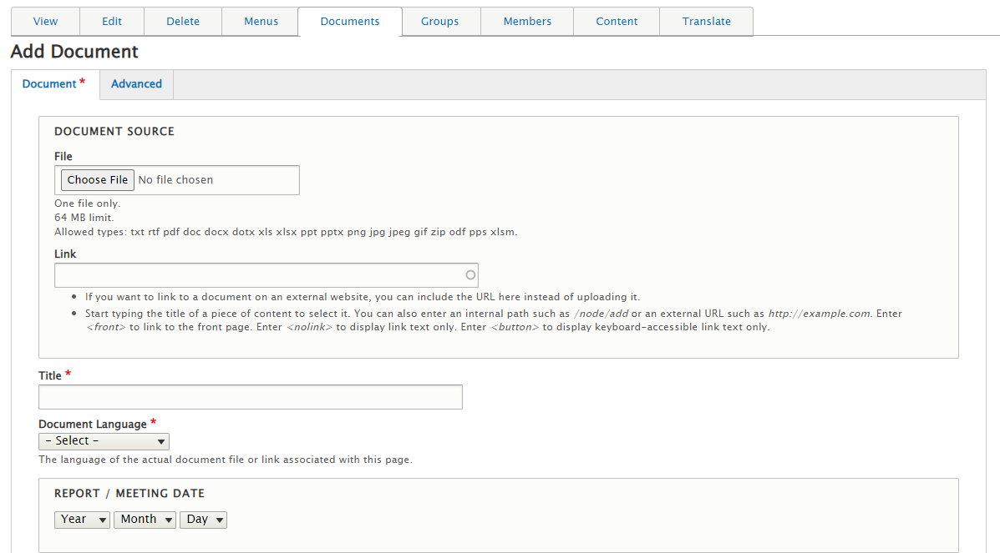 View Edit Delete Menus Documents Groups Members Content Translate
Add Document
Document * Advanced
DOCUMENT SOURCE
File
Choose File No file chosen
One file only.
64 MB limit.
Allowed types: txt rtf pdf doc docx dotx xls xlsx ppt pptx png jpg jpeg gif zip odf pps xlsm.
Link
• If you want to link to a document on an external website, you can include the URL here instead of uploading it.
• Start typing the title of a piece of content to select it. You can also enter an internal path such as /node/add or an external URL such as http://example.com. Enter
<front> to link to the front page. Enter <nolink> to display link text only. Enter <button> to display keyboard-accessible link text only.
Title *
Document Language *
- Select -
The language of the actual document file or link associated with this page.
REPORT / MEETING DATE
Year Month Day